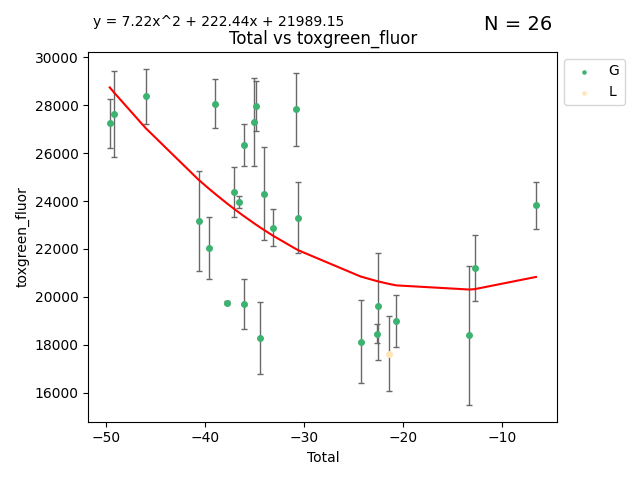 y = 7.22x^2 + 222.44x + 21989.15
N = 26
Total vs toxgreen_fluor
30000
28000
26000
24000
22000
20000
18000
16000
toxgreen_fluor
−50
−40
−30
−20
−10
Total
G
L